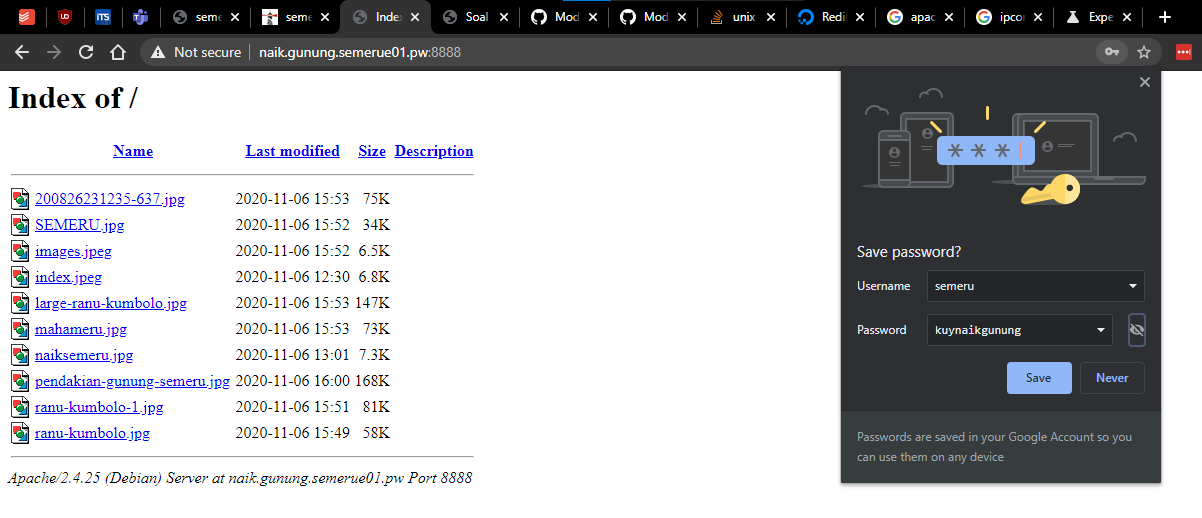 seme
seme
Index
Soal
Mod
Mod
unix
Redir
apac
ipcor
Expe
Not secure
naik.gunung.semerue01.pw:8888
Index of /
Name Last modified Size Description
200826231235-637.jpg 2020-11-06 15:53 75K
SEMERU.jpg 2020-11-06 15:52 34K
images.jpeg 2020-11-06 15:52 6.5K
index.jpeg 2020-11-06 12:30 6.8K
large-ranu-kumbolo.jpg 2020-11-06 15:53 147K
mahameru.jpg 2020-11-06 15:53 73K
naiksemeru.jpg 2020-11-06 13:01 7.3K
pendakian-gunung-semeru.jpg 2020-11-06 16:00 168K
ranu-kumbolo-1.jpg 2020-11-06 15:51 81K
ranu-kumbolo.jpg 2020-11-06 15:49 58K
Apache/2.4.25 (Debian) Server at naik.gunung.semerue01.pw Port 8888
* * *
Save password?
Username semeru
Password kuynaikgunung
Save Never
Passwords are saved in your Google Account so you
can use them on any device